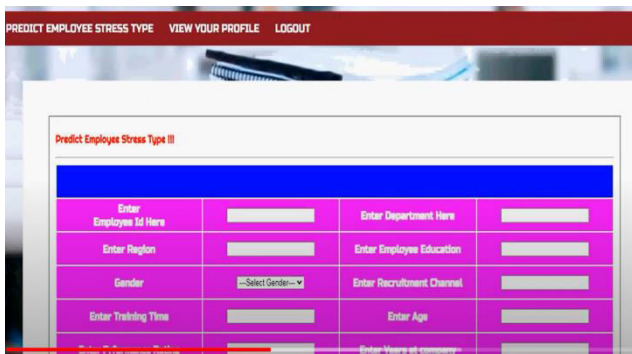 PREDICT EMPLOYEE STRESS TYPE VIEW YOUR PROFILE LOGOUT
Predict Employee Stress Type !!!
Enter
Employee Id Here
Enter Department Here
Enter Region
Enter Employee Education
Gender
---Select Gender---
Enter Recruitment Channel
Enter Training Time
Enter Age
Enter
Enter Years at company